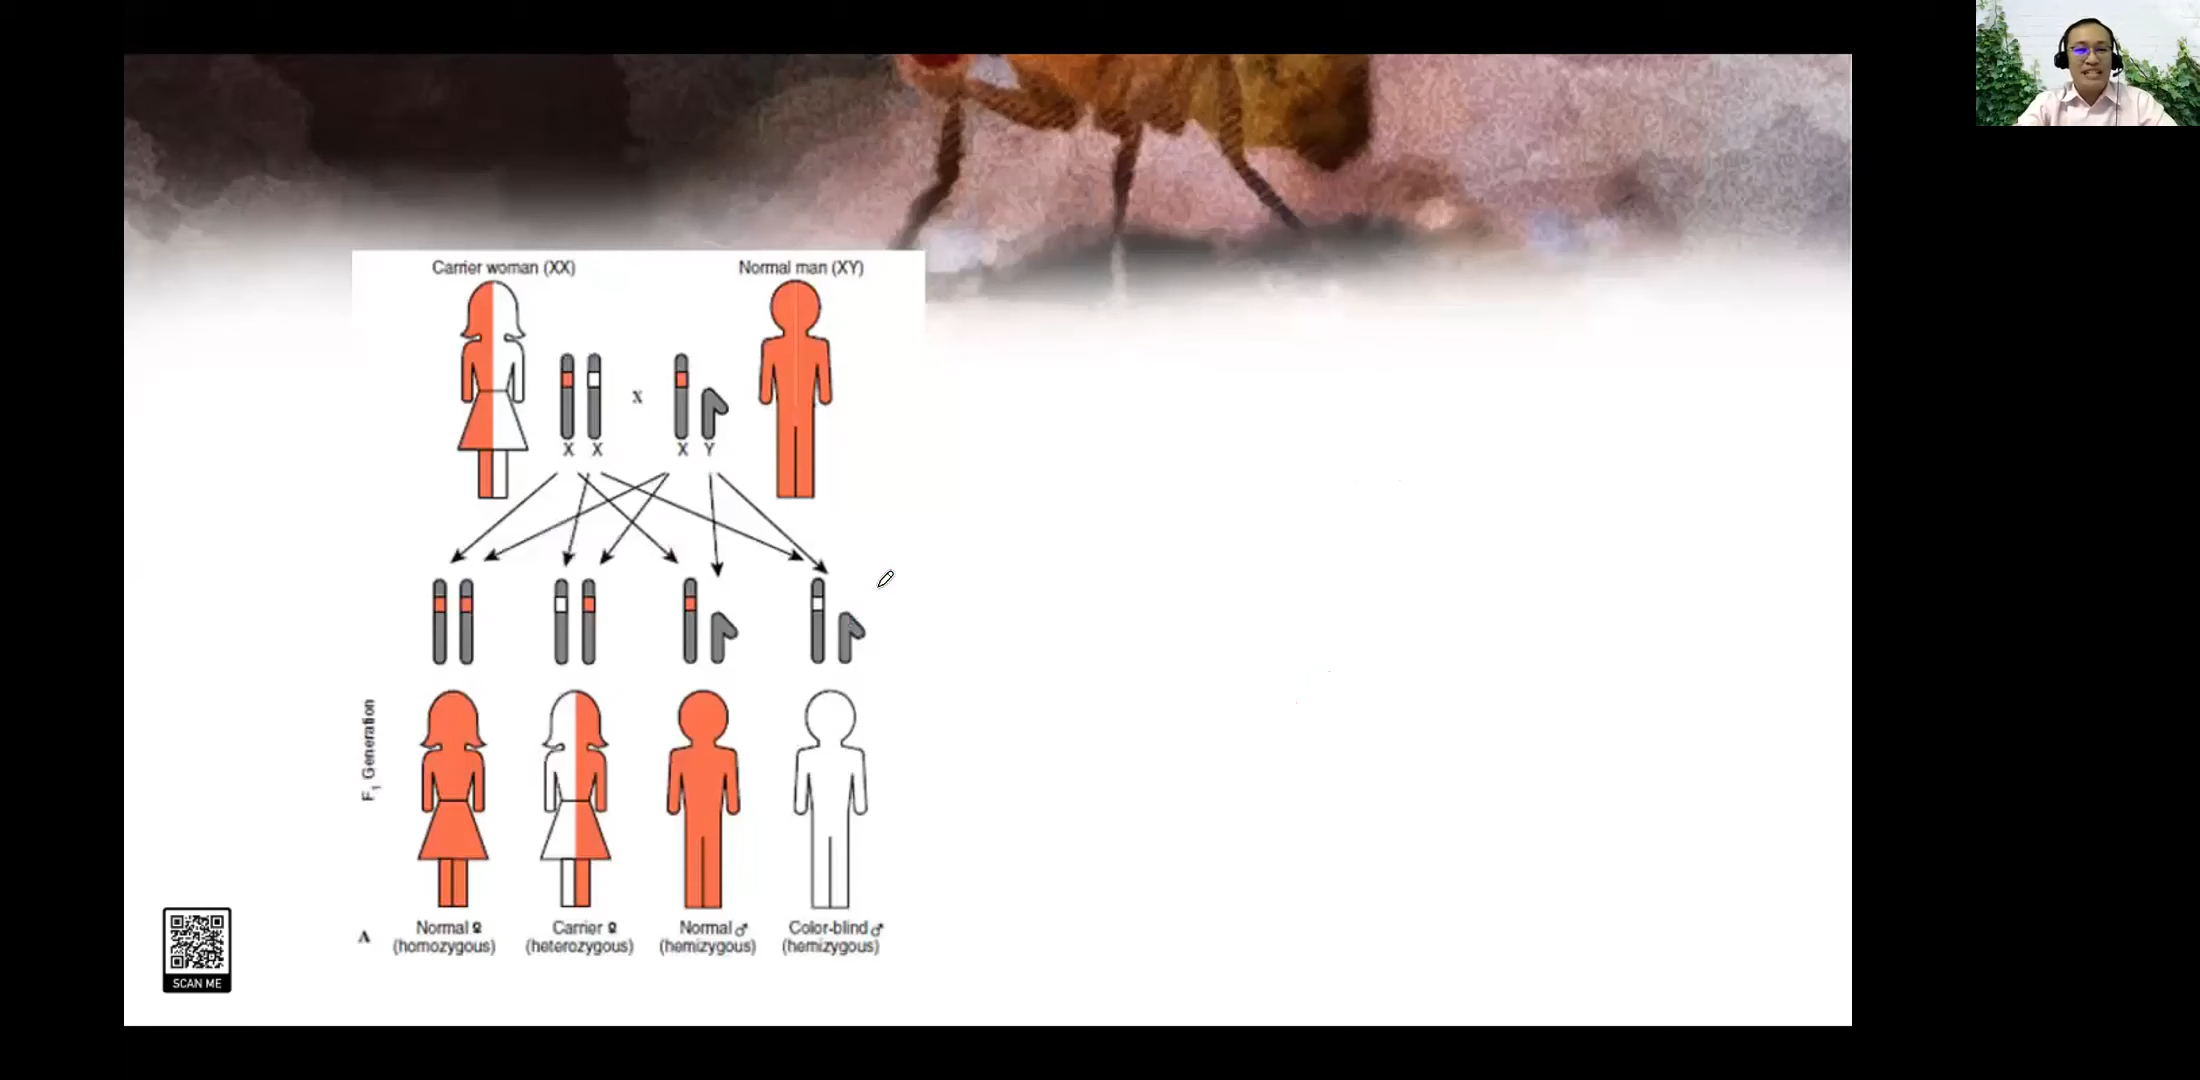 Carrier woman (XX)
Normal man (XY)
X X
x
X Y
F1 Generation
A
Normal ♀
(homozygous)
Carrier ♀
(heterozygous)
Normal ♂
(hemizygous)
Color-blind ♂
(hemizygous)
SCAN ME